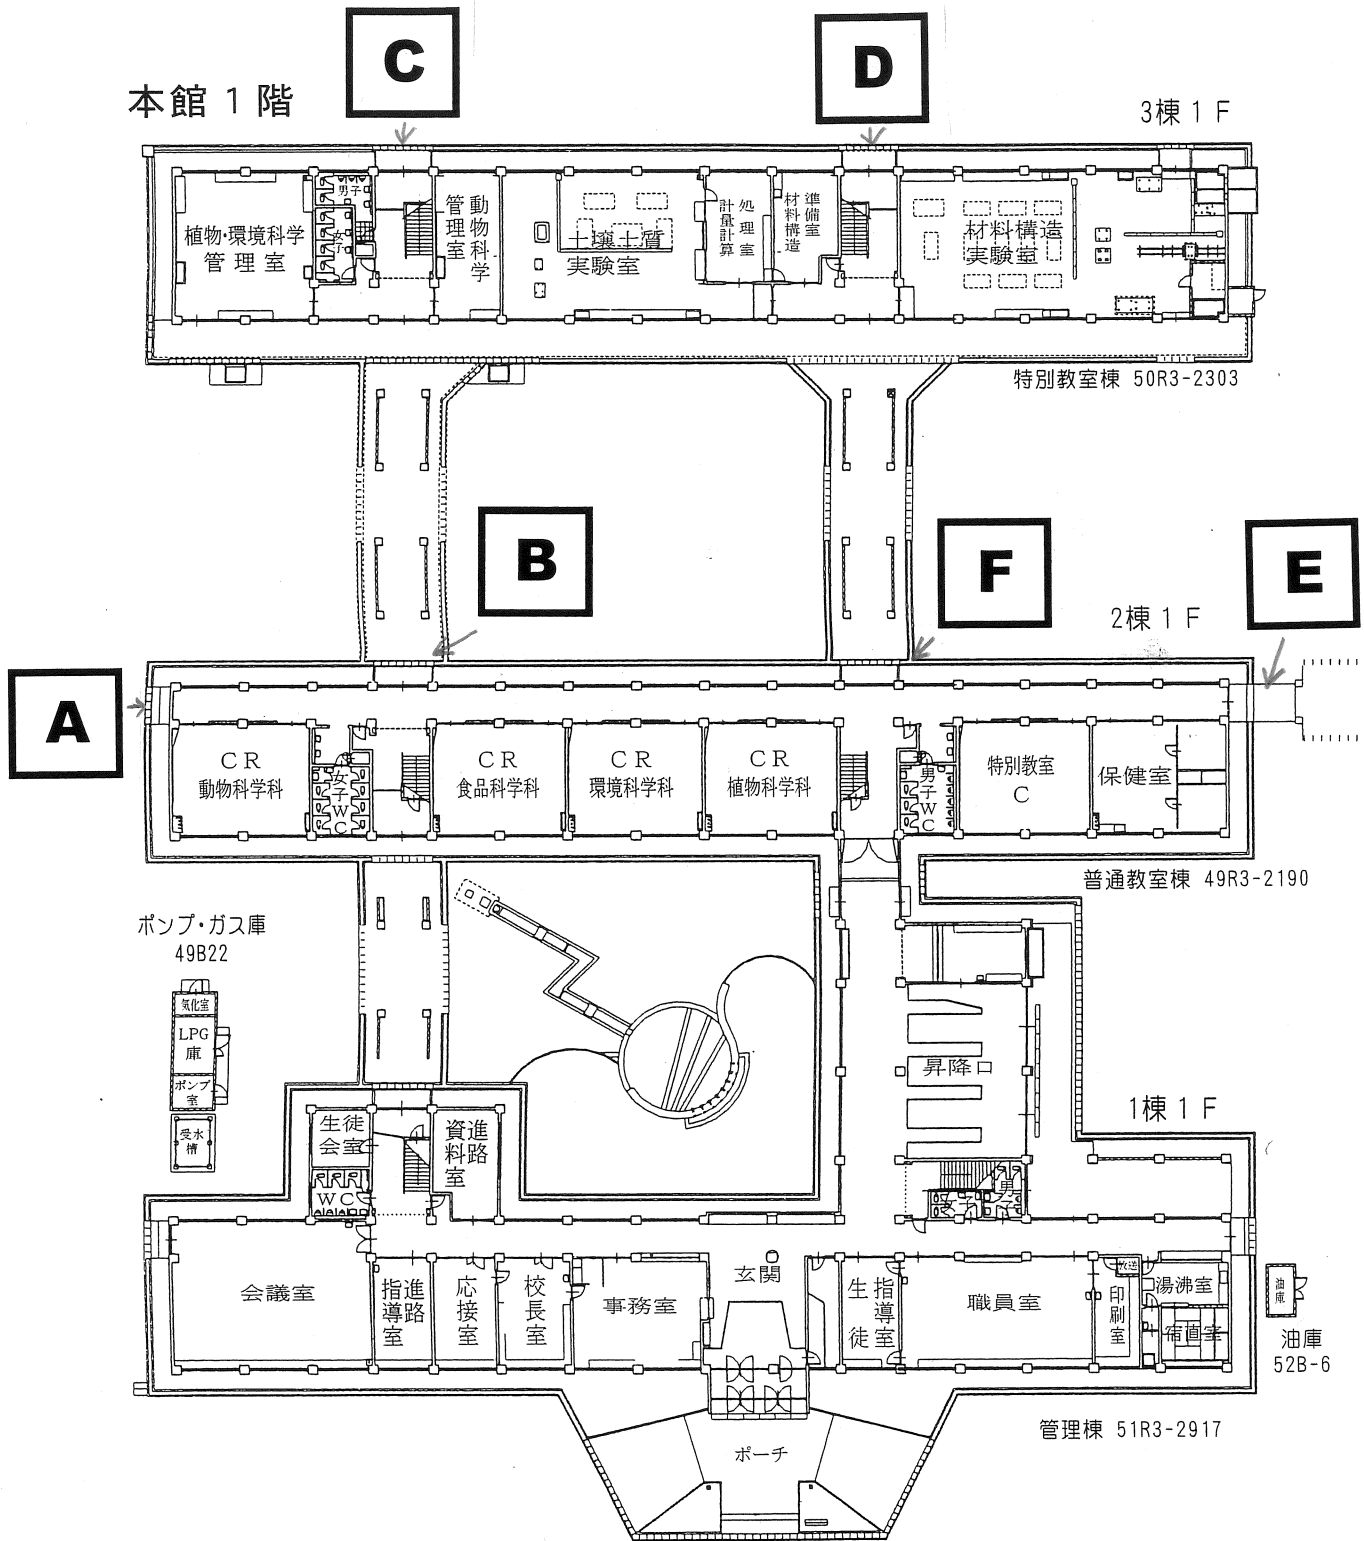 C
D
本館１階
3棟１Ｆ
植物・環境科学
管理室
男子
女子
動物科学
管理室
土壌土質
実験室
計量計算
処理室
材料構造
準備室
材料構造
実験室
特別教室棟 50R3-2303
B
F
E
2棟１Ｆ
A
ＣＲ
動物科学科
女子ＷＣ
ＣＲ
食品科学科
ＣＲ
環境科学科
ＣＲ
植物科学科
男子ＷＣ
特別教室
Ｃ
保健室
普通教室棟 49R3-2190
ポンプ・ガス庫
49B22
気化室
LPG
庫
ポンプ
室
受水
槽
昇降口
1棟１Ｆ
生徒
会室
ＷＣ
進路
資料室
女子
男子
会議室
進路
指導室
応接室
校長室
事務室
玄関
生徒
指導室
職員室
放送
印刷室
湯沸室
宿直室
油庫
油庫
52B-6
管理棟 51R3-2917
ポーチ